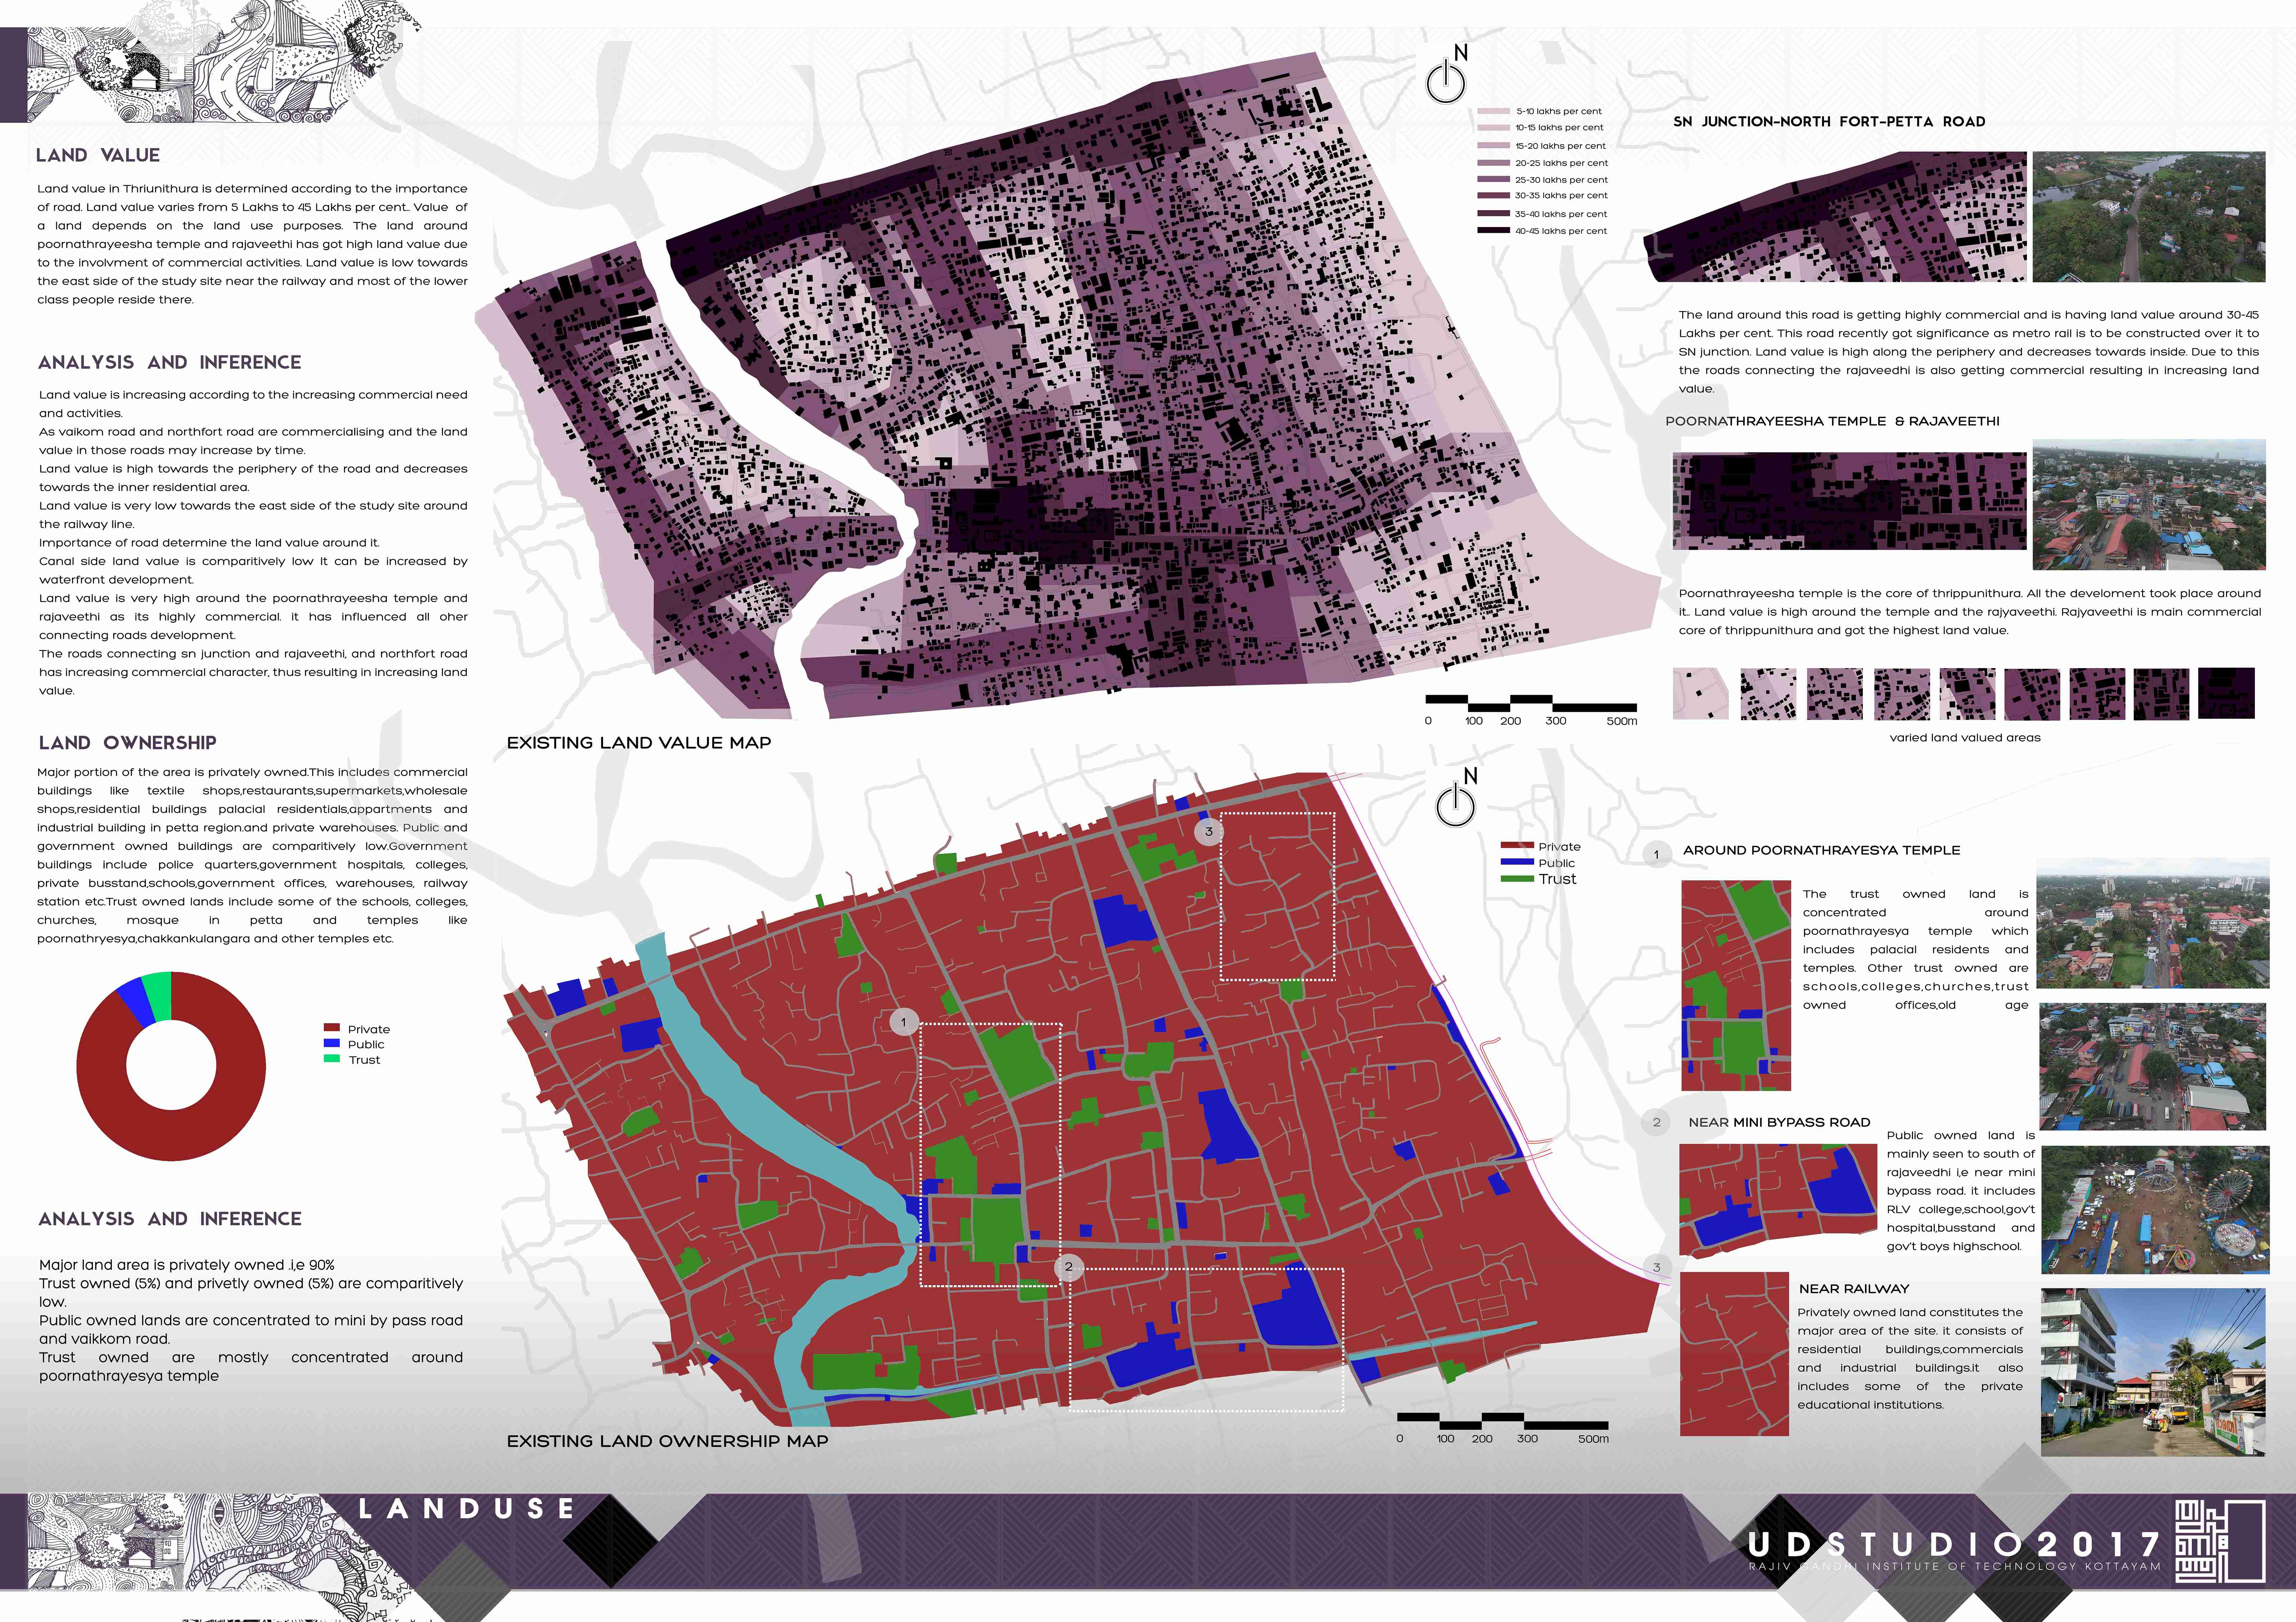 LAND VALUE
Land value in Thriunithura is determined according to the importance
of road. Land value varies from 5 Lakhs to 45 Lakhs per cent.. Value of
a land depends on the land use purposes. The land around
poornathrayeesha temple and rajaveethi has got high land value due
to the involvment of commercial activities. Land value is low towards
the east side of the study site near the railway and most of the lower
class people reside there.
ANALYSIS AND INFERENCE
Land value is increasing according to the increasing commercial need
and activities.
As vaikom road and northfort road are commercialising and the land
value in those roads may increase by time.
Land value is high towards the periphery of the road and decreases
towards the inner residential area.
Land value is very low towards the east side of the study site around
the railway line.
Importance of road determine the land value around it.
Canal side land value is comparitively low It can be increased by
waterfront development.
Land value is very high around the poornathrayeesha temple and
rajaveethi as its highly commercial. it has influenced all oher
connecting roads development.
The roads connecting sn junction and rajaveethi, and northfort road
has increasing commercial character, thus resulting in increasing land
value.
LAND OWNERSHIP
Major portion of the area is privately owned.This includes commercial
buildings like textile shops,restaurants,supermarkets,wholesale
shops,residential buildings palacial residentials,appartments and
industrial building in petta region.and private warehouses. Public and
government owned buildings are comparitively low.Government
buildings include police quarters,government hospitals, colleges,
private busstand,schools,government offices, warehouses, railway
station etc.Trust owned lands include some of the schools, colleges,
churches, mosque in petta and temples like
poornathryesya,chakkankulangara and other temples etc.
Private
Public
Trust
ANALYSIS AND INFERENCE
Major land area is privately owned .i,e 90%
Trust owned (5%) and privetly owned (5%) are comparitively
low.
Public owned lands are concentrated to mini by pass road
and vaikkom road.
Trust owned are mostly concentrated around
poornathrayesya temple
N
5-10 lakhs per cent
10-15 lakhs per cent
15-20 lakhs per cent
20-25 lakhs per cent
25-30 lakhs per cent
30-35 lakhs per cent
35-40 lakhs per cent
40-45 lakhs per cent
0 100 200 300 500m
EXISTING LAND VALUE MAP
N
Private
Public
Trust
3
1
2
0 100 200 300 500m
EXISTING LAND OWNERSHIP MAP
SN JUNCTION-NORTH FORT-PETTA ROAD
The land around this road is getting highly commercial and is having land value around 30-45
Lakhs per cent. This road recently got significance as metro rail is to be constructed over it to
SN junction. Land value is high along the periphery and decreases towards inside. Due to this
the roads connecting the rajaveedhi is also getting commercial resulting in increasing land
value.
POORNATHRAYEESHA TEMPLE & RAJAVEETHI
Poornathrayeesha temple is the core of thrippunithura. All the develoment took place around
it.. Land value is high around the temple and the rajyaveethi. Rajyaveethi is main commercial
core of thrippunithura and got the highest land value.
varied land valued areas
1 AROUND POORNATHRAYESYA TEMPLE
The trust owned land is
concentrated around
poornathrayesya temple which
includes palacial residents and
temples. Other trust owned are
schools,colleges,churches,trust
owned offices,old age
2 NEAR MINI BYPASS ROAD
Public owned land is
mainly seen to south of
rajaveedhi i,e near mini
bypass road. it includes
RLV college,school,gov't
hospital,busstand and
gov't boys highschool.
3
NEAR RAILWAY
Privately owned land constitutes the
major area of the site. it consists of
residential buildings,commercials
and industrial buildings.it also
includes some of the private
educational institutions.
LANDUSE
UDSTUDIO2017
RAJIV GANDHI INSTITUTE OF TECHNOLOGY KOTTAYAM